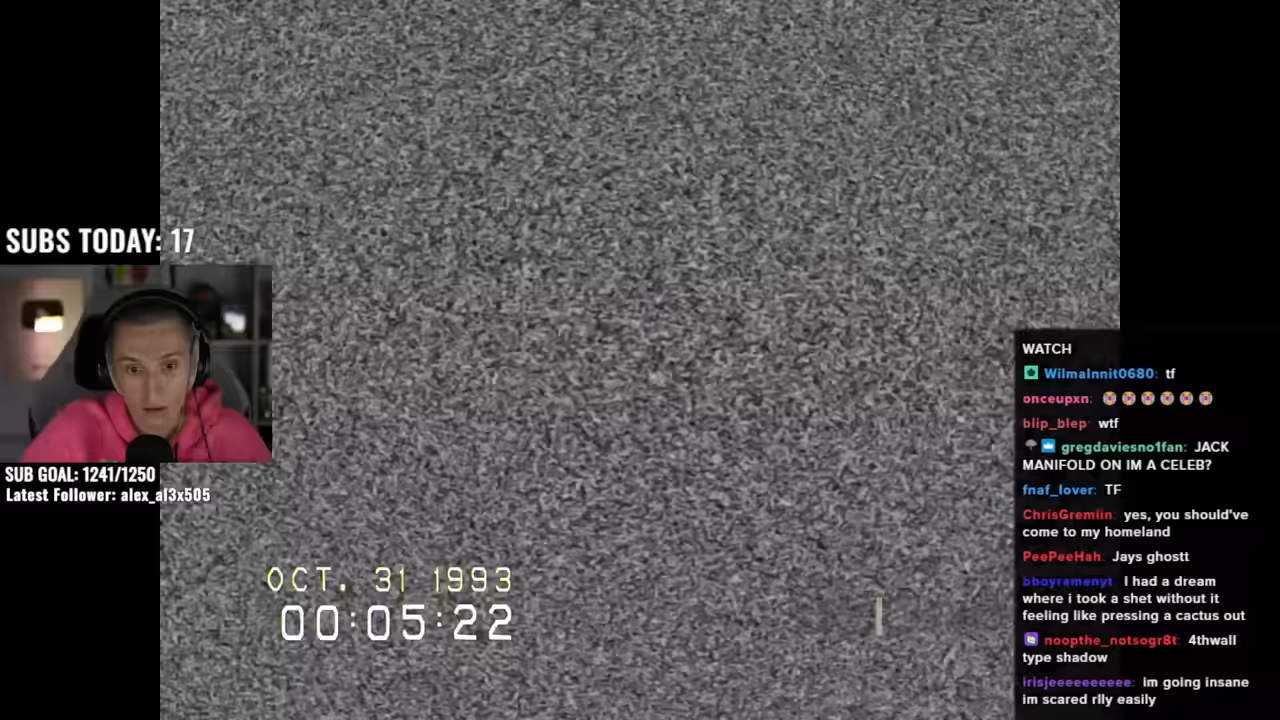 SUBS TODAY: 17
SUB GOAL: 1241/1250
Latest Follower: alex_al3x505
OCT. 31 1993
00:05:22
WATCH
WilmaInnit0680: tf
onceupxn:
blip_blep: wtf
gregdaviesno1fan: JACK
MANIFOLD ON IM A CELEB?
fnaf_lover: TF
ChrisGremlin: yes, you should've
come to my homeland
PeePeeHah: Jays ghostt
bboyramenyt: I had a dream
where i took a shet without it
feeling like pressing a cactus out
noopthe_notsogr8t: 4thwall
type shadow
irisjeeeeeeeeee: im going insane
im scared rlly easily